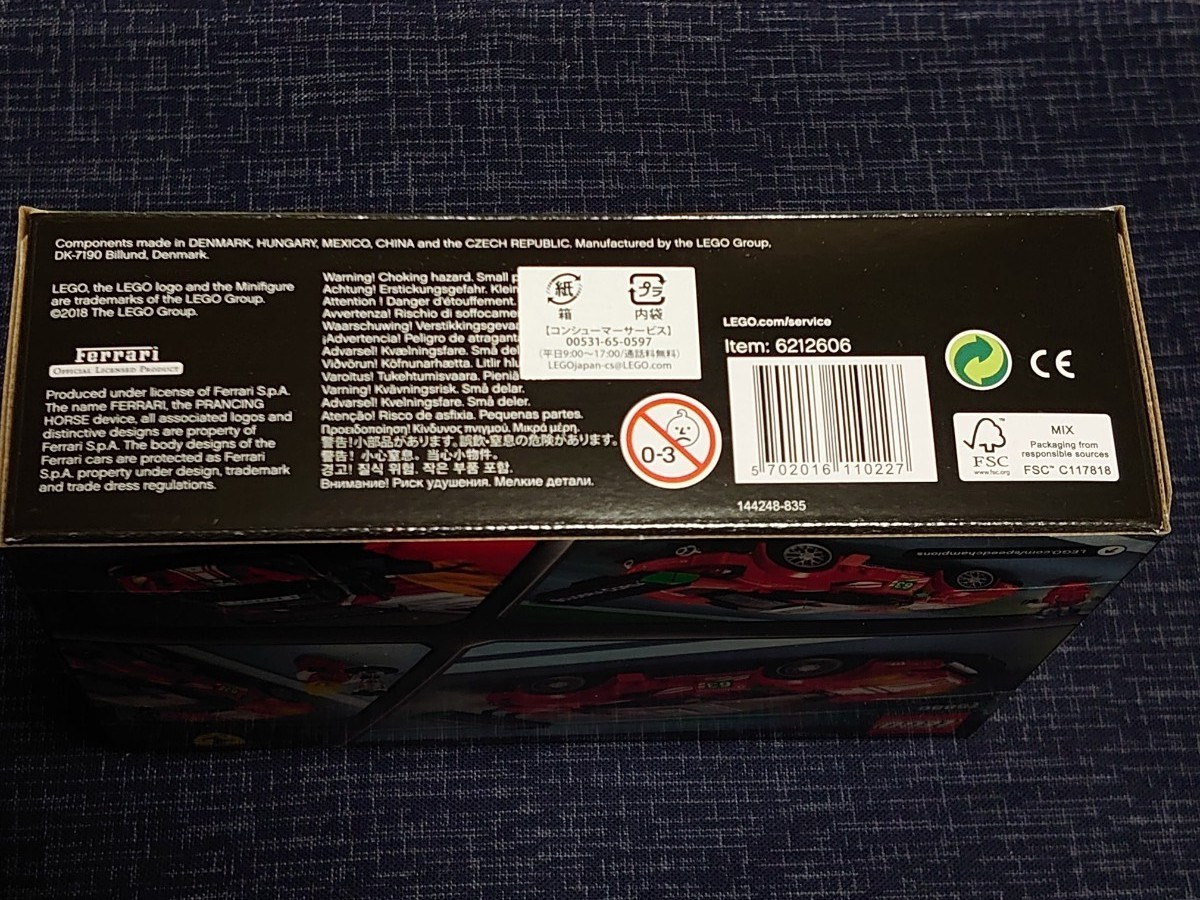 Components made in DENMARK, HUNGARY, MEXICO, CHINA and the CZECH REPUBLIC. Manufactured by the LEGO Group,
DK-7190 Billund, Denmark.
LEGO, the LEGO logo and the Minifigure
are trademarks of the LEGO Group.
©2018 The LEGO Group.
Ferrari
OFFICIAL LICENSED PRODUCT
Produced under license of Ferrari S.p.A.
The name FERRARI, the PRANCING
HORSE device, all associated logos and
distinctive designs are property of
Ferrari S.p.A. The body designs of the
Ferrari cars are protected as Ferrari
S.p.A. property under design, trademark
and trade dress regulations.
Warning! Choking hazard. Small
Achtung! Erstickungsgefahr.
Attention ! Danger d'étouffement.
Avvertenza! Rischio di
Waarschuwing!
¡Advertencia! Peligro de
Advarsel! Kvælningsfare. Små
Viðvörun! Köfnunarhætta. Litlir
Varoitus! Tukehtumisvaara.
Varning! Kvävningsrisk. Små delar.
Advarsel! Kvelningsfare. Små deler.
Atenção! Risco de asfixia. Pequenas partes.
Προειδοποίηση! Κίνδυνος πνιγμού. Μικρά μέρη.
警告!小部品があります。誤飲・窒息の危険があります。
警告! 小心窒息。当心小物件。
경고! 질식 위험. 작은 부품 포함.
Внимание! Риск удушения. Мелкие детали.
紙 プラ
箱 内袋
【コンシューマーサービス】
00531-65-0597
(平日9:00～17:00/通話料無料)
LEGOjapan-cs@LEGO.com
0-3
LEGO.com/service
Item: 6212606
5 702016 110227
144248-835
CE
FSC
www.fsc.org
MIX
Packaging from
responsible sources
FSC™ C117818
LEGO.com/speedchampions
63
63